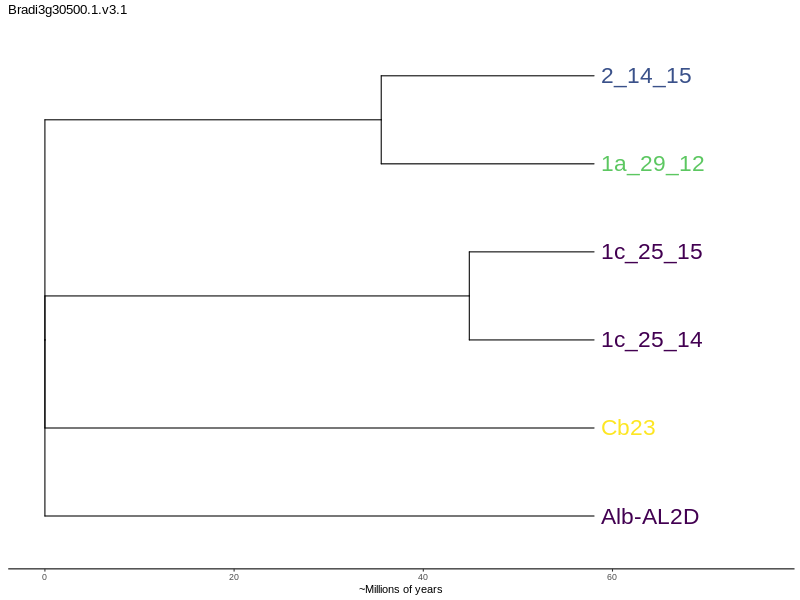 Bradi3g30500.1.v3.1
2_14_15
1a_29_12
1c_25_15
1c_25_14
Cb23
Alb-AL2D
0 20 40 60
~Millions of years